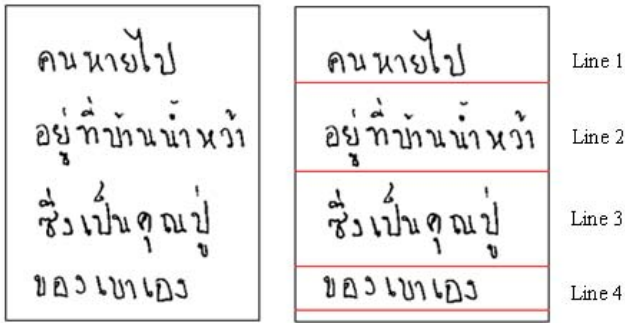 คนหายไป
อยู่ที่บ้านน้ำหว้า
ซึ่งเป็นคุณปู่
ของเขาเอง
คนหายไป Line 1
อยู่ที่บ้านน้ำหว้า Line 2
ซึ่งเป็นคุณปู่ Line 3
ของเขาเอง Line 4